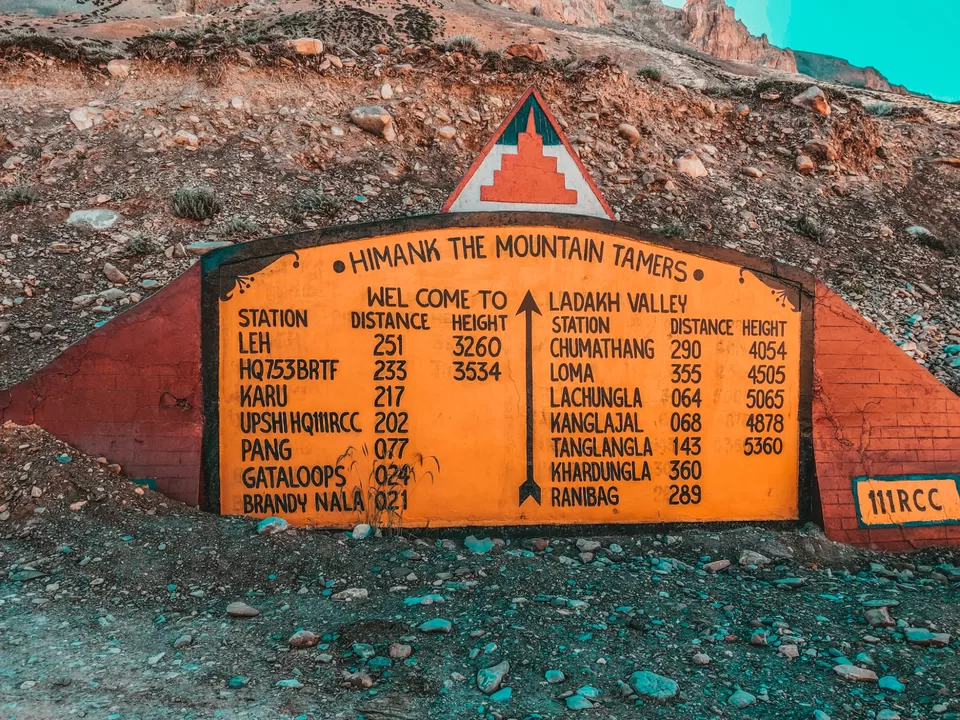 HIMANK THE MOUNTAIN TAMERS
WEL COME TO
STATION DISTANCE HEIGHT
LEH 251 3260
HQ753BRTF 233 3534
KARU 217
UPSHI HQ111RCC 202
PANG 077
GATALOOPS 024
BRANDY NALA 021
LADAKH VALLEY
STATION DISTANCE HEIGHT
CHUMATHANG 290 4054
LOMA 355 4505
LACHUNGLA 064 5065
KANGLAJAL 068 4878
TANGLANGLA 143 5360
KHARDUNGLA 360
RANIBAG 289
111RCC